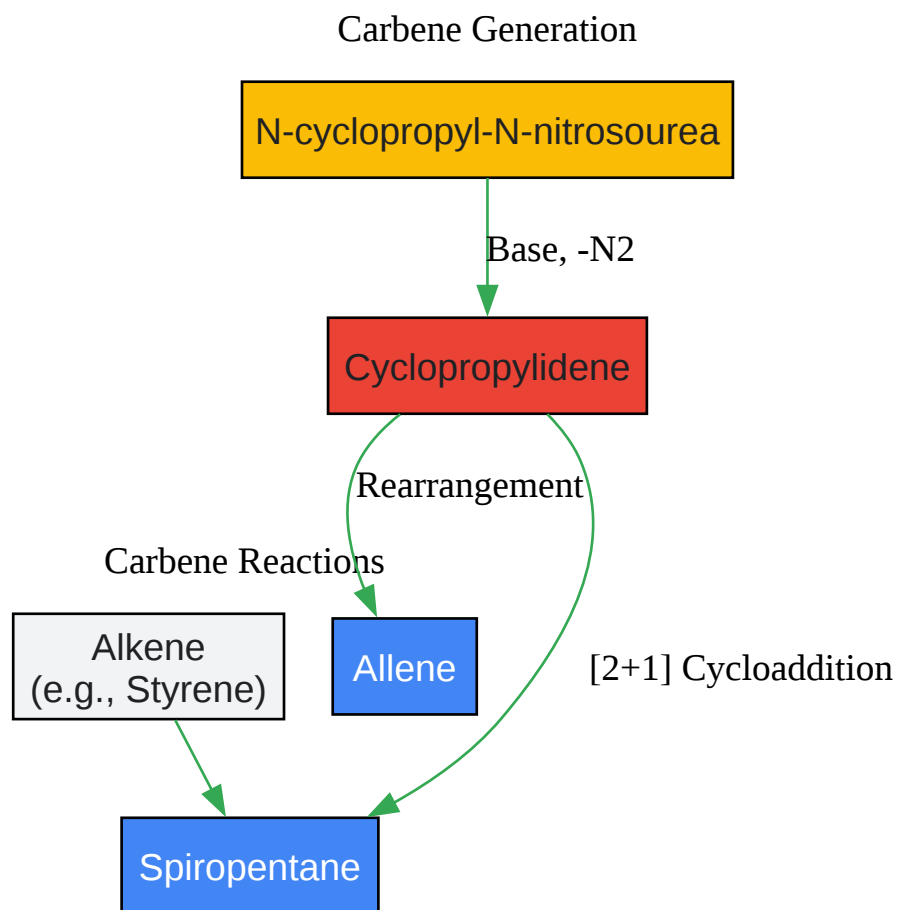 Carbene Generation
N-cyclopropyl-N-nitrosourea
Base, -N2
Cyclopropylidene
Rearrangement
Carbene Reactions
Alkene
(e.g., Styrene)
Allene
[2+1] Cycloaddition
Spiropentane